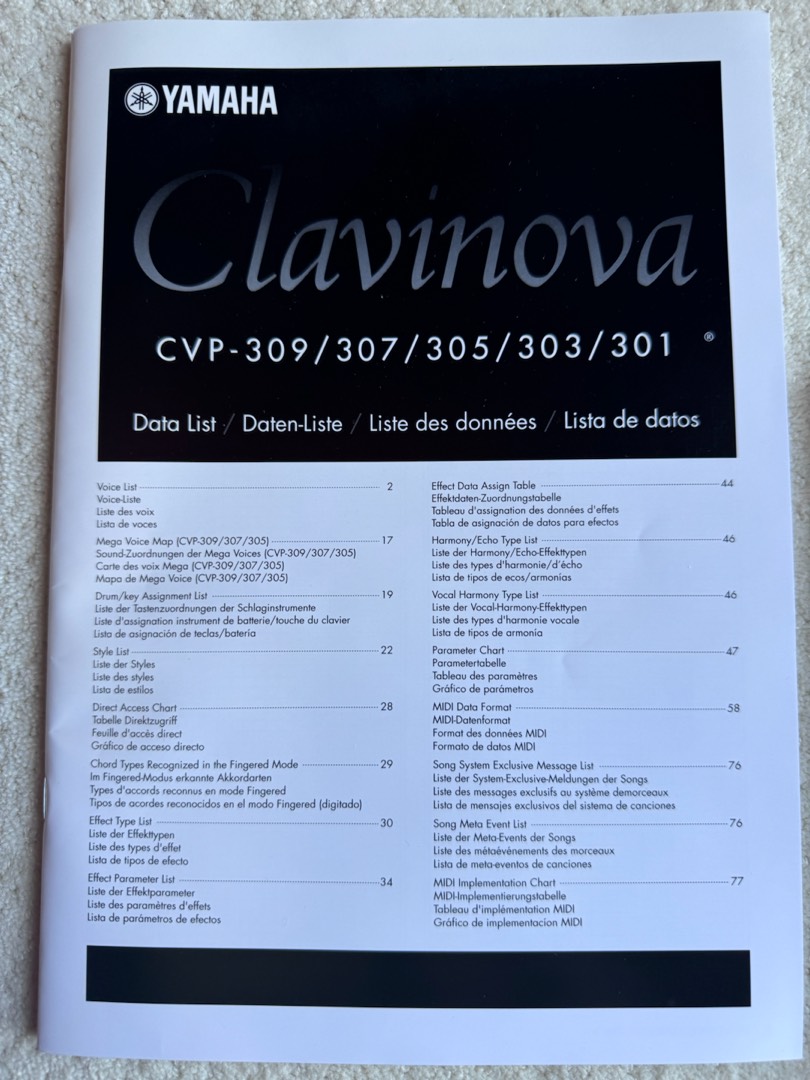 YAMAHA
Clavinova
CVP-309/307/305/303/301 ®
Data List / Daten-Liste / Liste des données / Lista de datos
Voice List 2
Voice-Liste
Liste des voix
Lista de voces
Mega Voice Map (CVP-309/307/305) 17
Sound-Zuordnungen der Mega Voices (CVP-309/307/305)
Carte des voix Mega (CVP-309/307/305)
Mapa de Mega Voice (CVP-309/307/305)
Drum/key Assignment List 19
Liste der Tastenzuordnungen der Schlaginstrumente
Liste d'assignation instrument de batterie/touche du clavier
Lista de asignación de teclas/batería
Style List 22
Liste der Styles
Liste des styles
Lista de estilos
Direct Access Chart 28
Tabelle Direktzugriff
Feuille d'accès direct
Gráfico de acceso directo
Chord Types Recognized in the Fingered Mode 29
Im Fingered-Modus erkannte Akkordarten
Types d'accords reconnus en mode Fingered
Tipos de acordes reconocidos en el modo Fingered (digitado)
Effect Type List 30
Liste der Effekttypen
Liste des types d'effet
Lista de tipos de efecto
Effect Parameter List 34
Liste der Effektparameter
Liste des paramètres d'effets
Lista de parámetros de efectos
Effect Data Assign Table 44
Effektdaten-Zuordnungstabelle
Tableau d'assignation des données d'effets
Tabla de asignación de datos para efectos
Harmony/Echo Type List 46
Liste der Harmony/Echo-Effekttypen
Liste des types d'harmonie/d'écho
Lista de tipos de ecos/armonías
Vocal Harmony Type List 46
Liste der Vocal-Harmony-Effekttypen
Liste des types d'harmonie vocale
Lista de tipos de armonia
Parameter Chart 47
Parametertabelle
Tableau des paramètres
Gráfico de parámetros
MIDI Data Format 58
MIDI-Datenformat
Format des données MIDI
Formato de datos MIDI
Song System Exclusive Message List 76
Liste der System-Exclusive-Meldungen der Songs
Liste des messages exclusifs au système demorceaux
Lista de mensajes exclusivos del sistema de canciones
Song Meta Event List 76
Liste der Meta-Events der Songs
Liste des métaévénements des morceaux
Lista de meta-eventos de canciones
MIDI Implementation Chart 77
MIDI-Implementierungstabelle
Tableau d'implémentation MIDI
Gráfico de implementacion MIDI